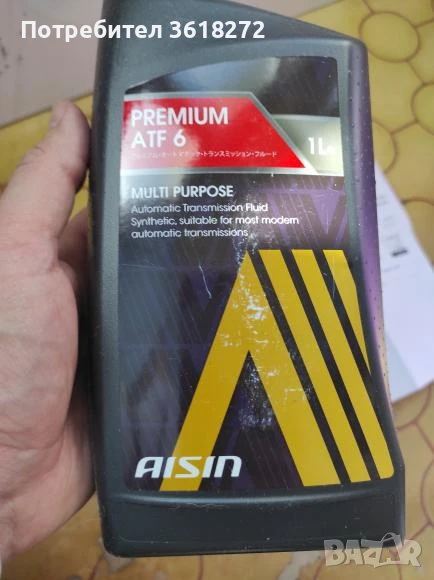 Потребител 3618272
PREMIUM
ATF 6
プレミアム・オートマチック・トランスミッション・フルード
1L
MULTI PURPOSE
Automatic Transmission Fluid
Synthetic, suitable for most modern
automatic transmissions
AISIN
BAZAR